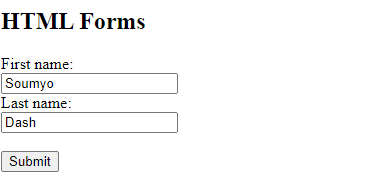 HTML Forms
First name:
Soumyo
Last name:
Dash
Submit